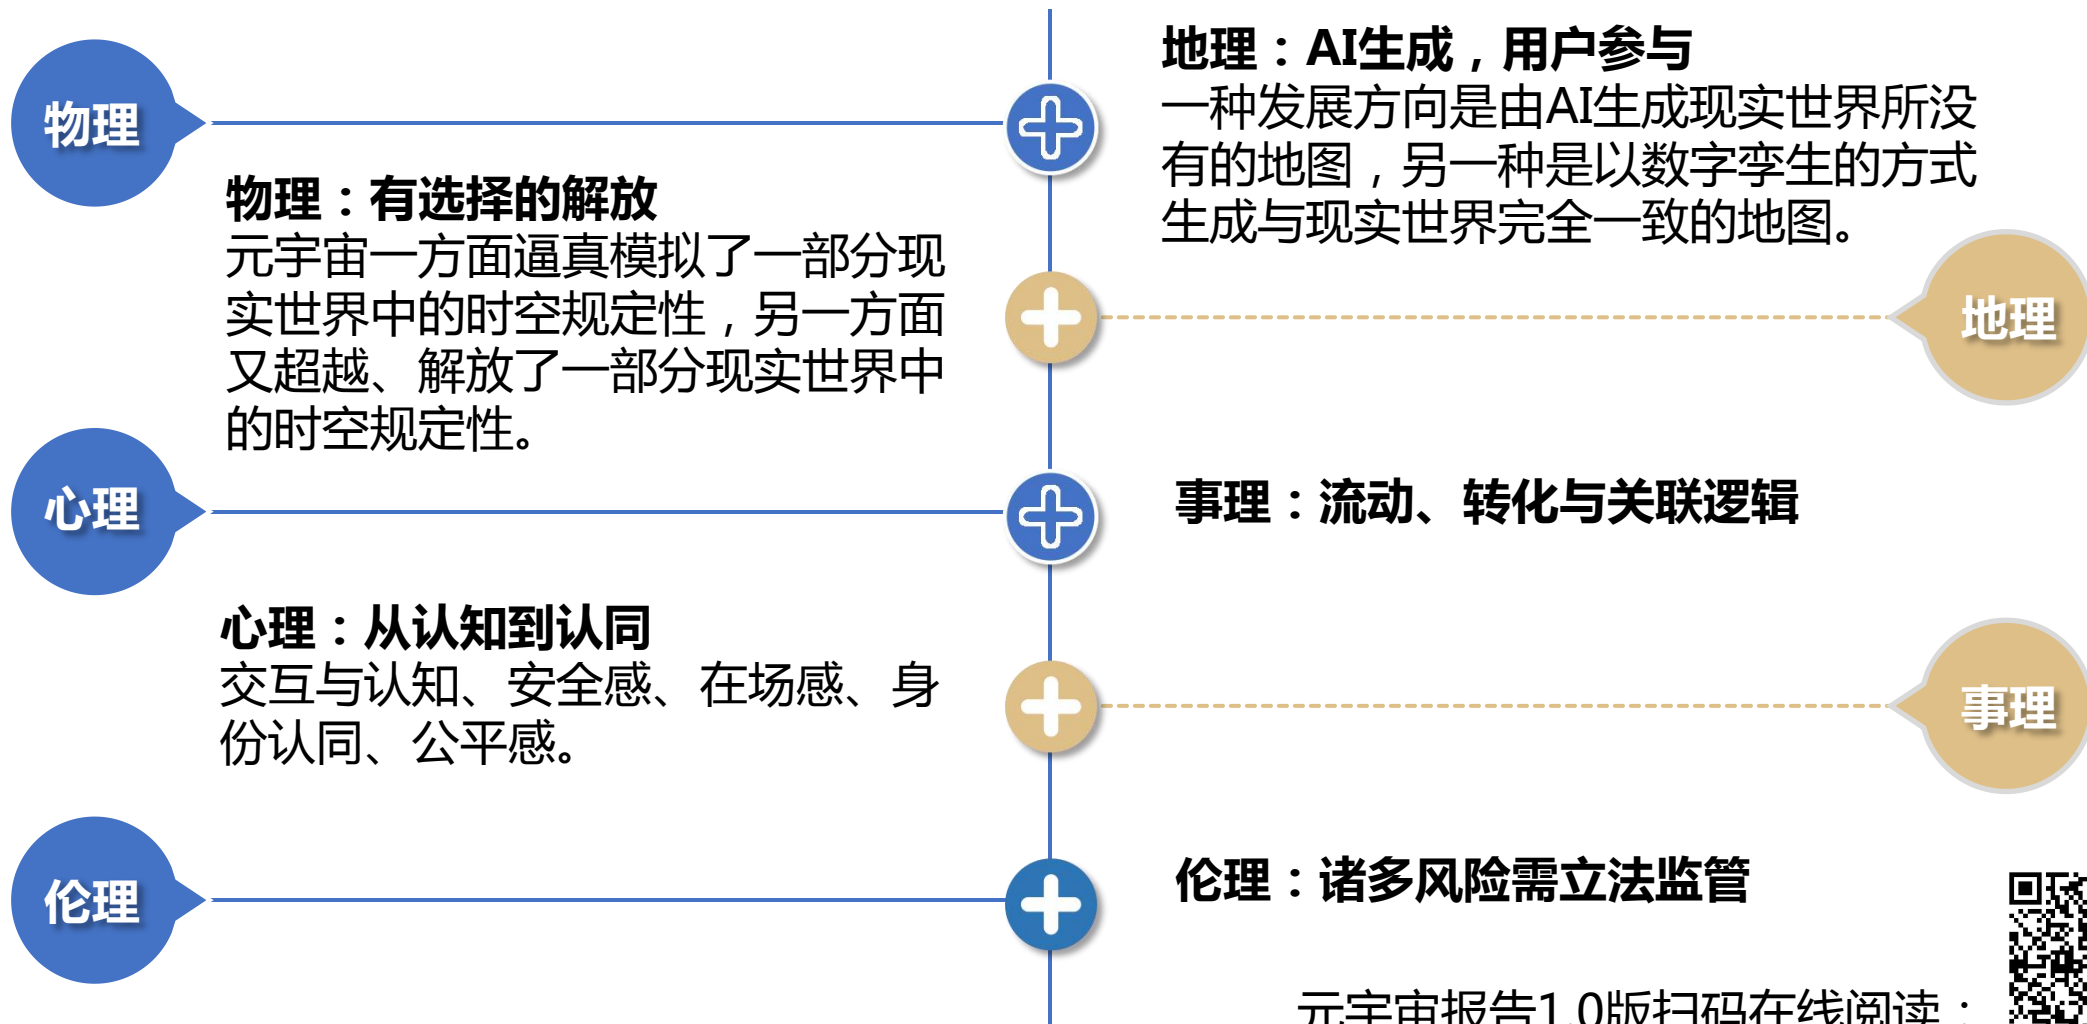 物理
物理：有选择的解放
元宇宙一方面逼真模拟了一部分现
实世界中的时空规定性，另一方面
又超越、解放了一部分现实世界中
的时空规定性。
地理：AI生成，用户参与
一种发展方向是由AI生成现实世界所没
有的地图，另一种是以数字孪生的方式
生成与现实世界完全一致的地图。
地理
心理
心理：从认知到认同
交互与认知、安全感、在场感、身
份认同、公平感。
事理：流动、转化与关联逻辑
事理
伦理
伦理：诸多风险需立法监管
元宇宙报告1.0版扫码在线阅读：